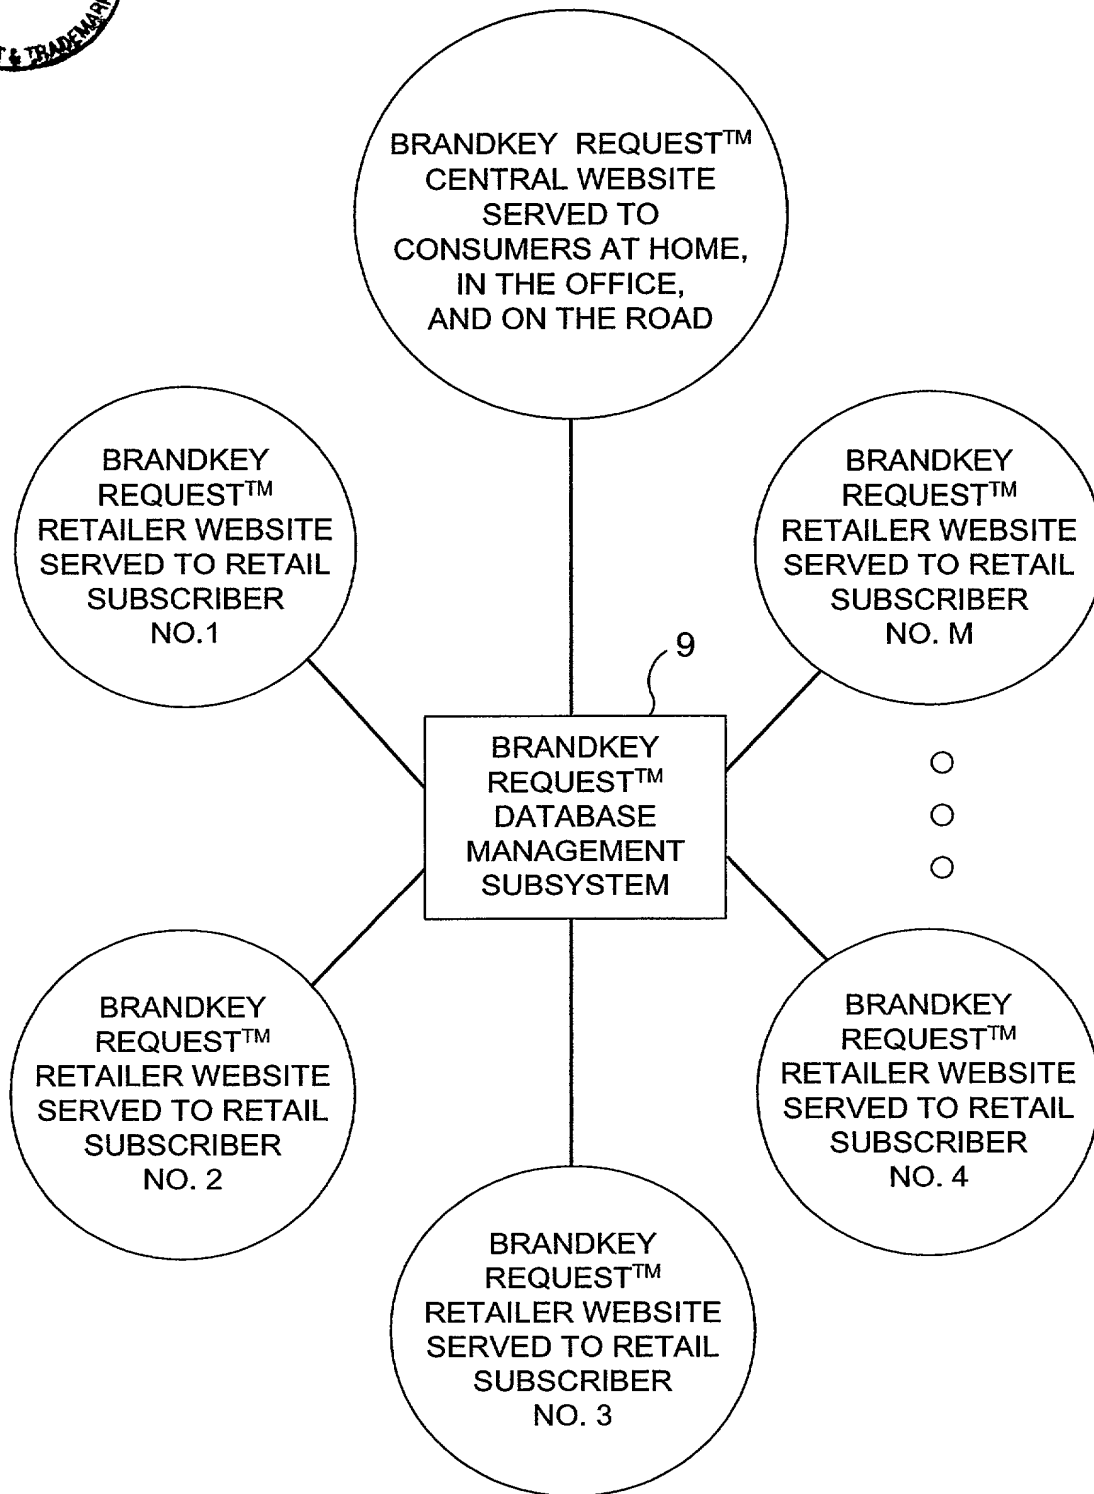 & TRADEMARK
BRANDKEY REQUEST™
CENTRAL WEBSITE
SERVED TO
CONSUMERS AT HOME,
IN THE OFFICE,
AND ON THE ROAD
BRANDKEY
REQUEST™
RETAILER WEBSITE
SERVED TO RETAIL
SUBSCRIBER
NO.1
BRANDKEY
REQUEST™
RETAILER WEBSITE
SERVED TO RETAIL
SUBSCRIBER
NO. M
9
BRANDKEY
REQUEST™
DATABASE
MANAGEMENT
SUBSYSTEM
BRANDKEY
REQUEST™
RETAILER WEBSITE
SERVED TO RETAIL
SUBSCRIBER
NO. 2
BRANDKEY
REQUEST™
RETAILER WEBSITE
SERVED TO RETAIL
SUBSCRIBER
NO. 4
BRANDKEY
REQUEST™
RETAILER WEBSITE
SERVED TO RETAIL
SUBSCRIBER
NO. 3